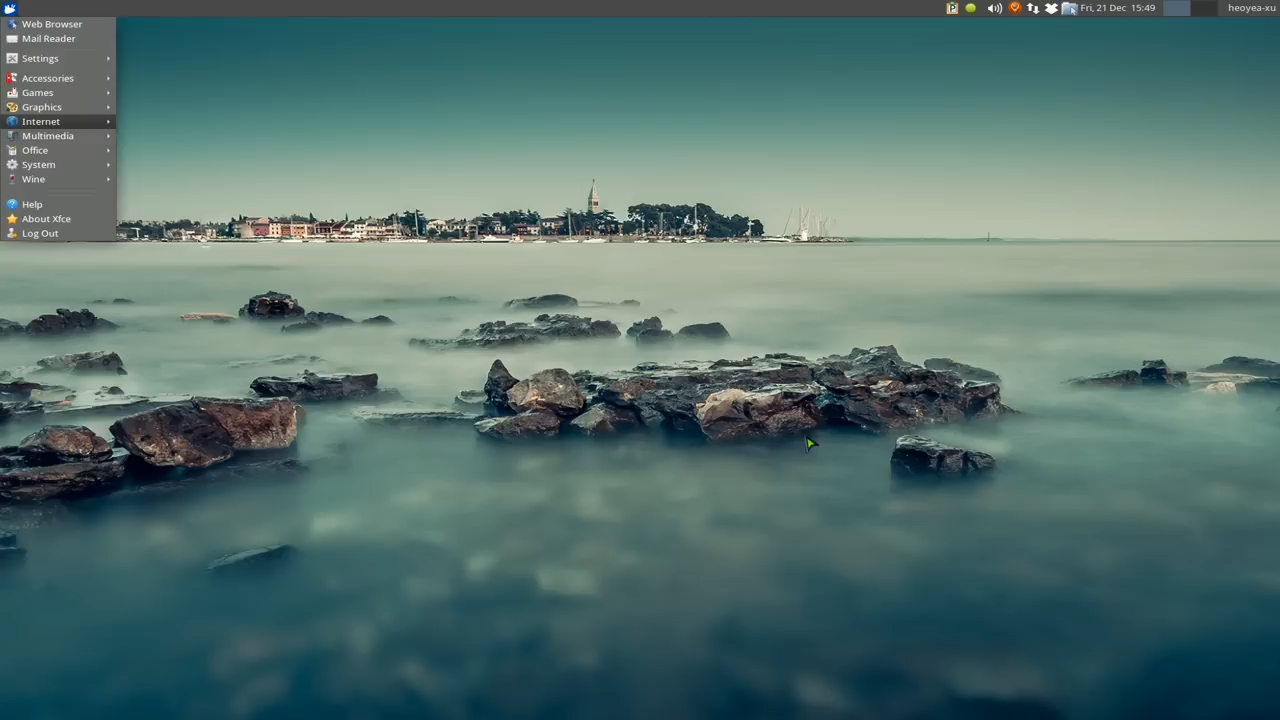 Fri, 21 Dec 15:49
heoyea-xu
Web Browser
Mail Reader
Settings
Accessories
Games
Graphics
Internet
Multimedia
Office
System
Wine
Help
About Xfce
Log Out